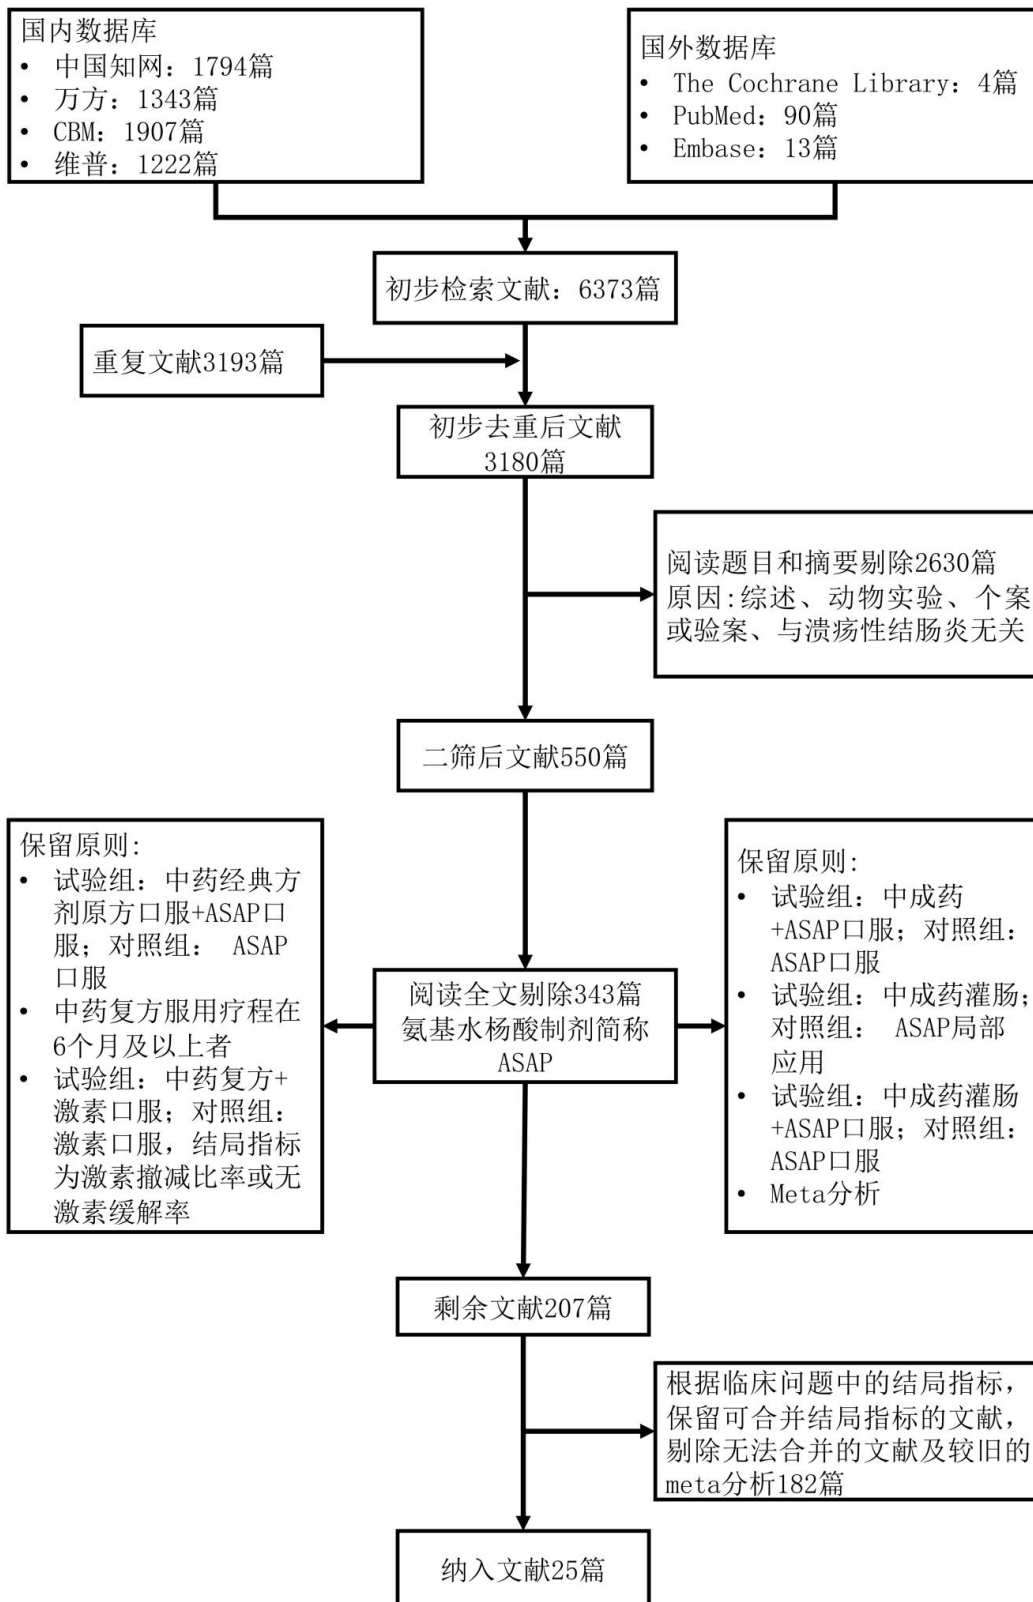 国内数据库
• 中国知网：1794篇
• 万方：1343篇
• CBM：1907篇
• 维普：1222篇
国外数据库
• The Cochrane Library：4篇
• PubMed：90篇
• Embase：13篇
初步检索文献：6373篇
重复文献3193篇
初步去重后文献
3180篇
阅读题目和摘要剔除2630篇
原因:综述、动物实验、个案
或验案、与溃疡性结肠炎无关
二筛后文献550篇
保留原则:
• 试验组：中药经典方
剂原方口服+ASAP口
服；对照组： ASAP
口服
• 中药复方服用疗程在
6个月及以上者
• 试验组：中药复方+
激素口服；对照组：
激素口服，结局指标
为激素撤减比率或无
激素缓解率
阅读全文剔除343篇
氨基水杨酸制剂简称
ASAP
保留原则:
• 试验组：中成药
+ASAP口服；对照组：
ASAP口服
• 试验组：中成药灌肠；
对照组： ASAP局部
应用
• 试验组：中成药灌肠
+ASAP口服；对照组：
ASAP口服
• Meta分析
剩余文献207篇
根据临床问题中的结局指标，
保留可合并结局指标的文献，
剔除无法合并的文献及较旧的
meta分析182篇
纳入文献25篇